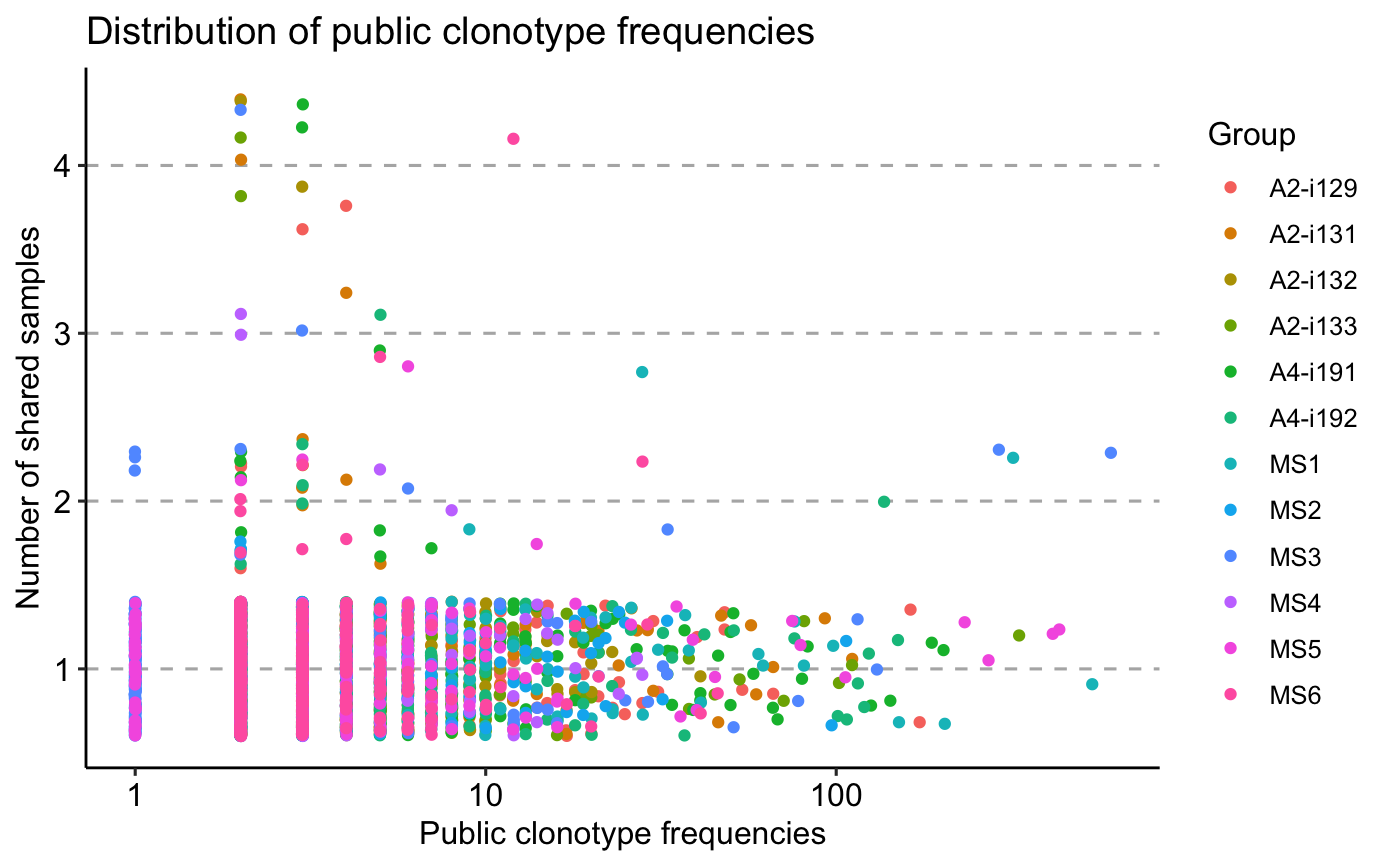 Distribution of public clonotype frequencies
Number of shared samples
4
3
2
1
1 10 100
Public clonotype frequencies
Group
A2-i129
A2-i131
A2-i132
A2-i133
A4-i191
A4-i192
MS1
MS2
MS3
MS4
MS5
MS6